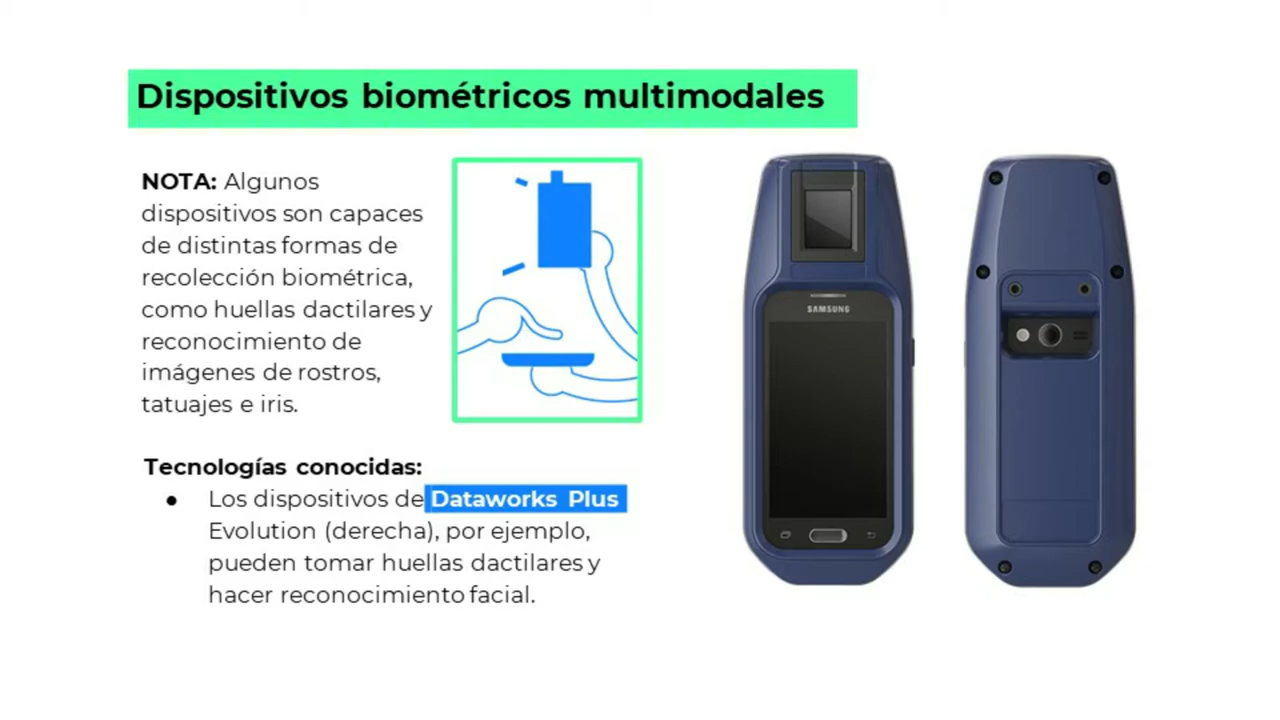 Dispositivos biométricos multimodales
NOTA: Algunos
dispositivos son capaces
de distintas formas de
recolección biométrica,
como huellas dactilares y
reconocimiento de
imágenes de rostros,
tatuajes e iris.
Tecnologías conocidas:
● Los dispositivos de Dataworks Plus
Evolution (derecha), por ejemplo,
pueden tomar huellas dactilares y
hacer reconocimiento facial.
SAMSUNG